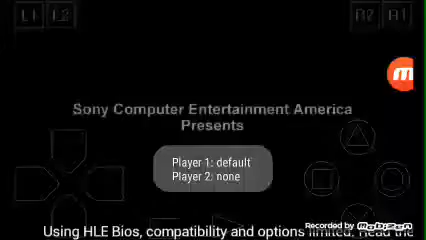 L1 L2 R2 R1
Sony Computer Entertainment America
Presents
Player 1: default
Player 2: none
Recorded by Mobizen
Using HLE Bios, compatibility and options limited. Read the